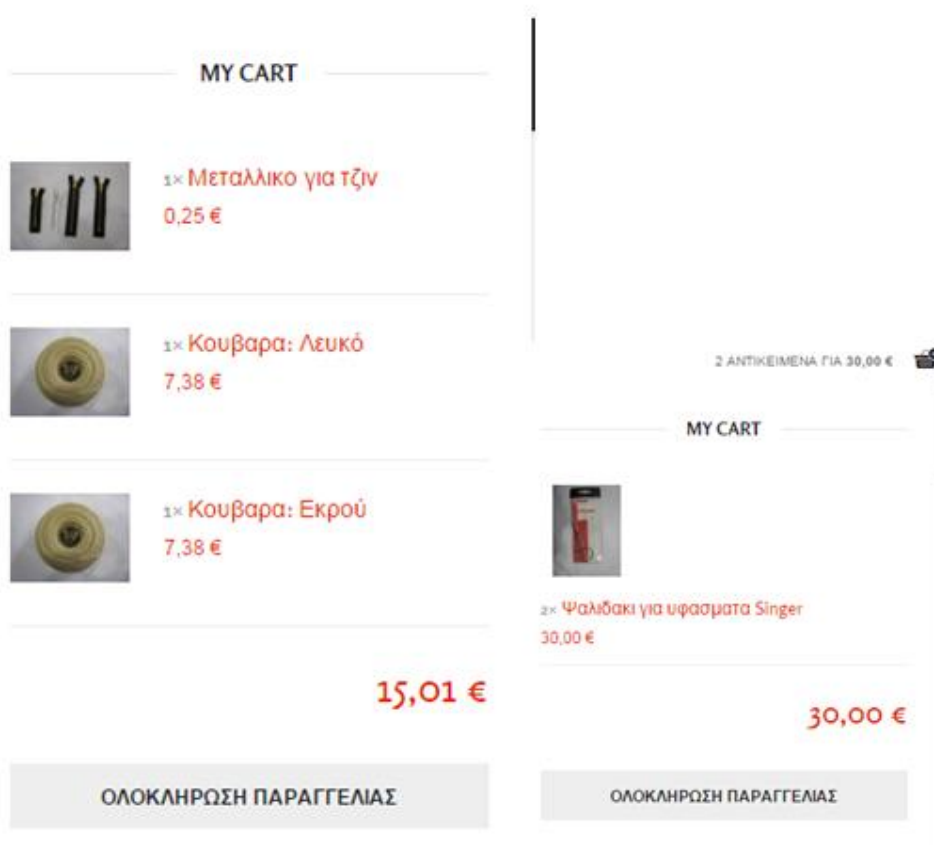 MY CART
1× Μεταλλικο για τζιν
0,25 €
1× Κουβαρα: Λευκό
7,38 €
1× Κουβαρα: Εκρού
7,38 €
15,01 €
ΟΛΟΚΛΗΡΩΣΗ ΠΑΡΑΓΓΕΛΙΑΣ
2 ΑΝΤΙΚΕΙΜΕΝΑ ΓΙΑ 30,00 €
MY CART
2× Ψαλιδακι για υφασματα Singer
30,00 €
30,00 €
ΟΛΟΚΛΗΡΩΣΗ ΠΑΡΑΓΓΕΛΙΑΣ